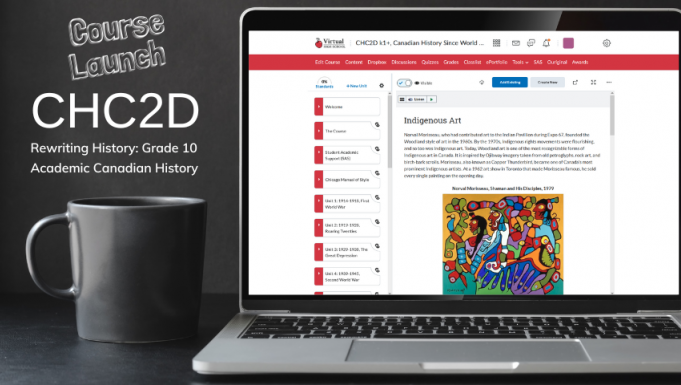 Course
Launch
CHC2D
Rewriting History: Grade 10
Academic Canadian History
Virtual
HIGH SCHOOL
CHC2D k1+, Canadian History Since World ...
Edit Course Content Dropbox Discussions Quizzes Grades Classlist ePortfolio Tools SAS Ouriginal Awards
0%
+ New Unit
Visible
Add Existing Create New
Welcome
The Course
Student Academic
Support (SAS)
Chicago Manual of Style
Unit 1: 1914-1919, First
World War
Unit 2: 1919-1929,
Roaring Twenties
Unit 3: 1929-1939, The
Great Depression
Unit 4: 1939-1945,
Second World War
Indigenous Art
Norval Morrisseau, who had contributed art to the Indian Pavilion during Expo 67, founded the
Woodland style of art in the 1960s. By the 1970s, Indigenous rights movements were flourishing,
and so too was Indigenous art. Today, Woodland art is one of the most recognizable forms of
Indigenous art in Canada. It is inspired by Ojibway imagery taken from old petroglyphs, rock art, and
birch-bark scrolls. Morrisseau, also known as Copper Thunderbird, became one of Canada's most
prominent Indigenous artists. At a 1962 art show in Toronto that made Morrisseau famous, he sold
every single painting on the opening day.
Norval Morrisseau, Shaman and His Disciples, 1979